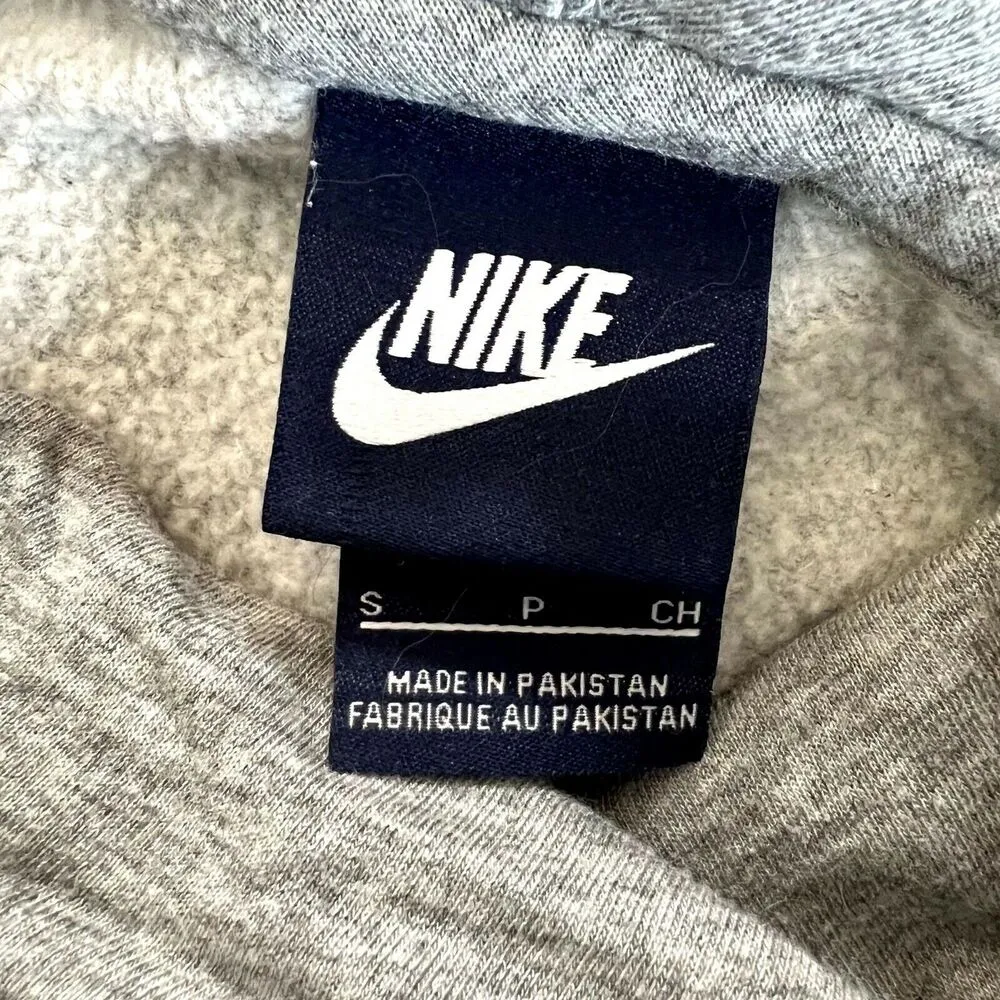 NIKE
S P CH
MADE IN PAKISTAN
FABRIQUE AU PAKISTAN